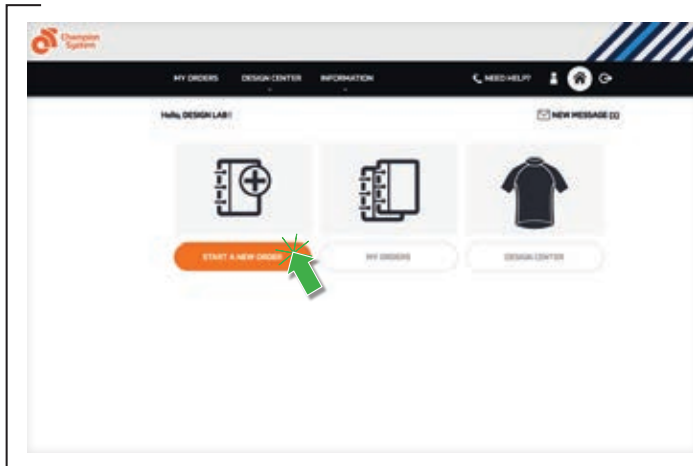 Champion
System
MY ORDERS DESIGN CENTER INFORMATION NEED HELP?
Hello, DESIGN LAB! NEW MESSAGE (1)
START A NEW ORDER MY ORDERS DESIGN CENTER